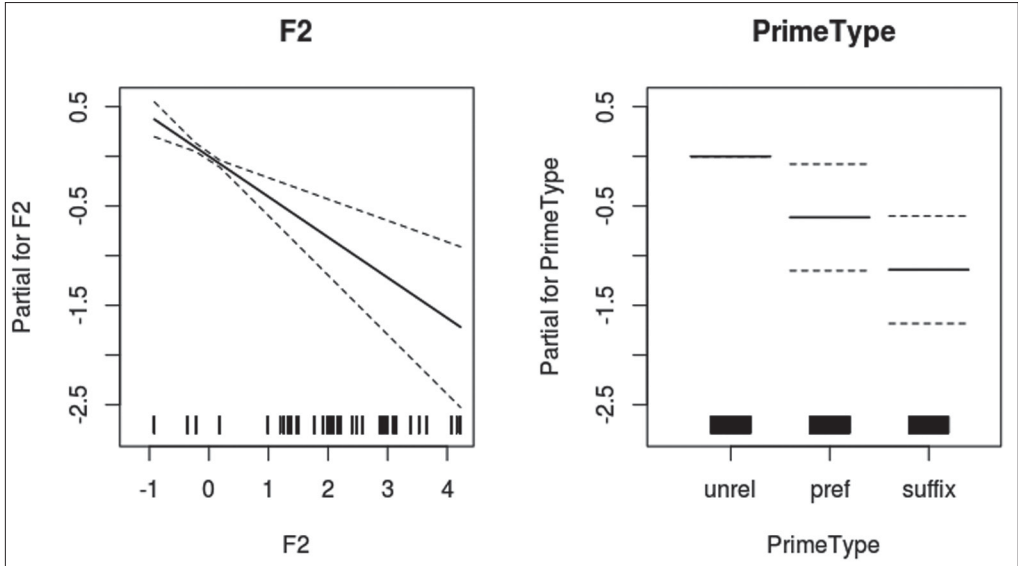 F2
Partial for F2
0.5
-0.5
-1.5
-2.5
-1 0 1 2 3 4
F2
PrimeType
Partial for PrimeType
0.5
-0.5
-1.5
-2.5
unrel pref suffix
PrimeType